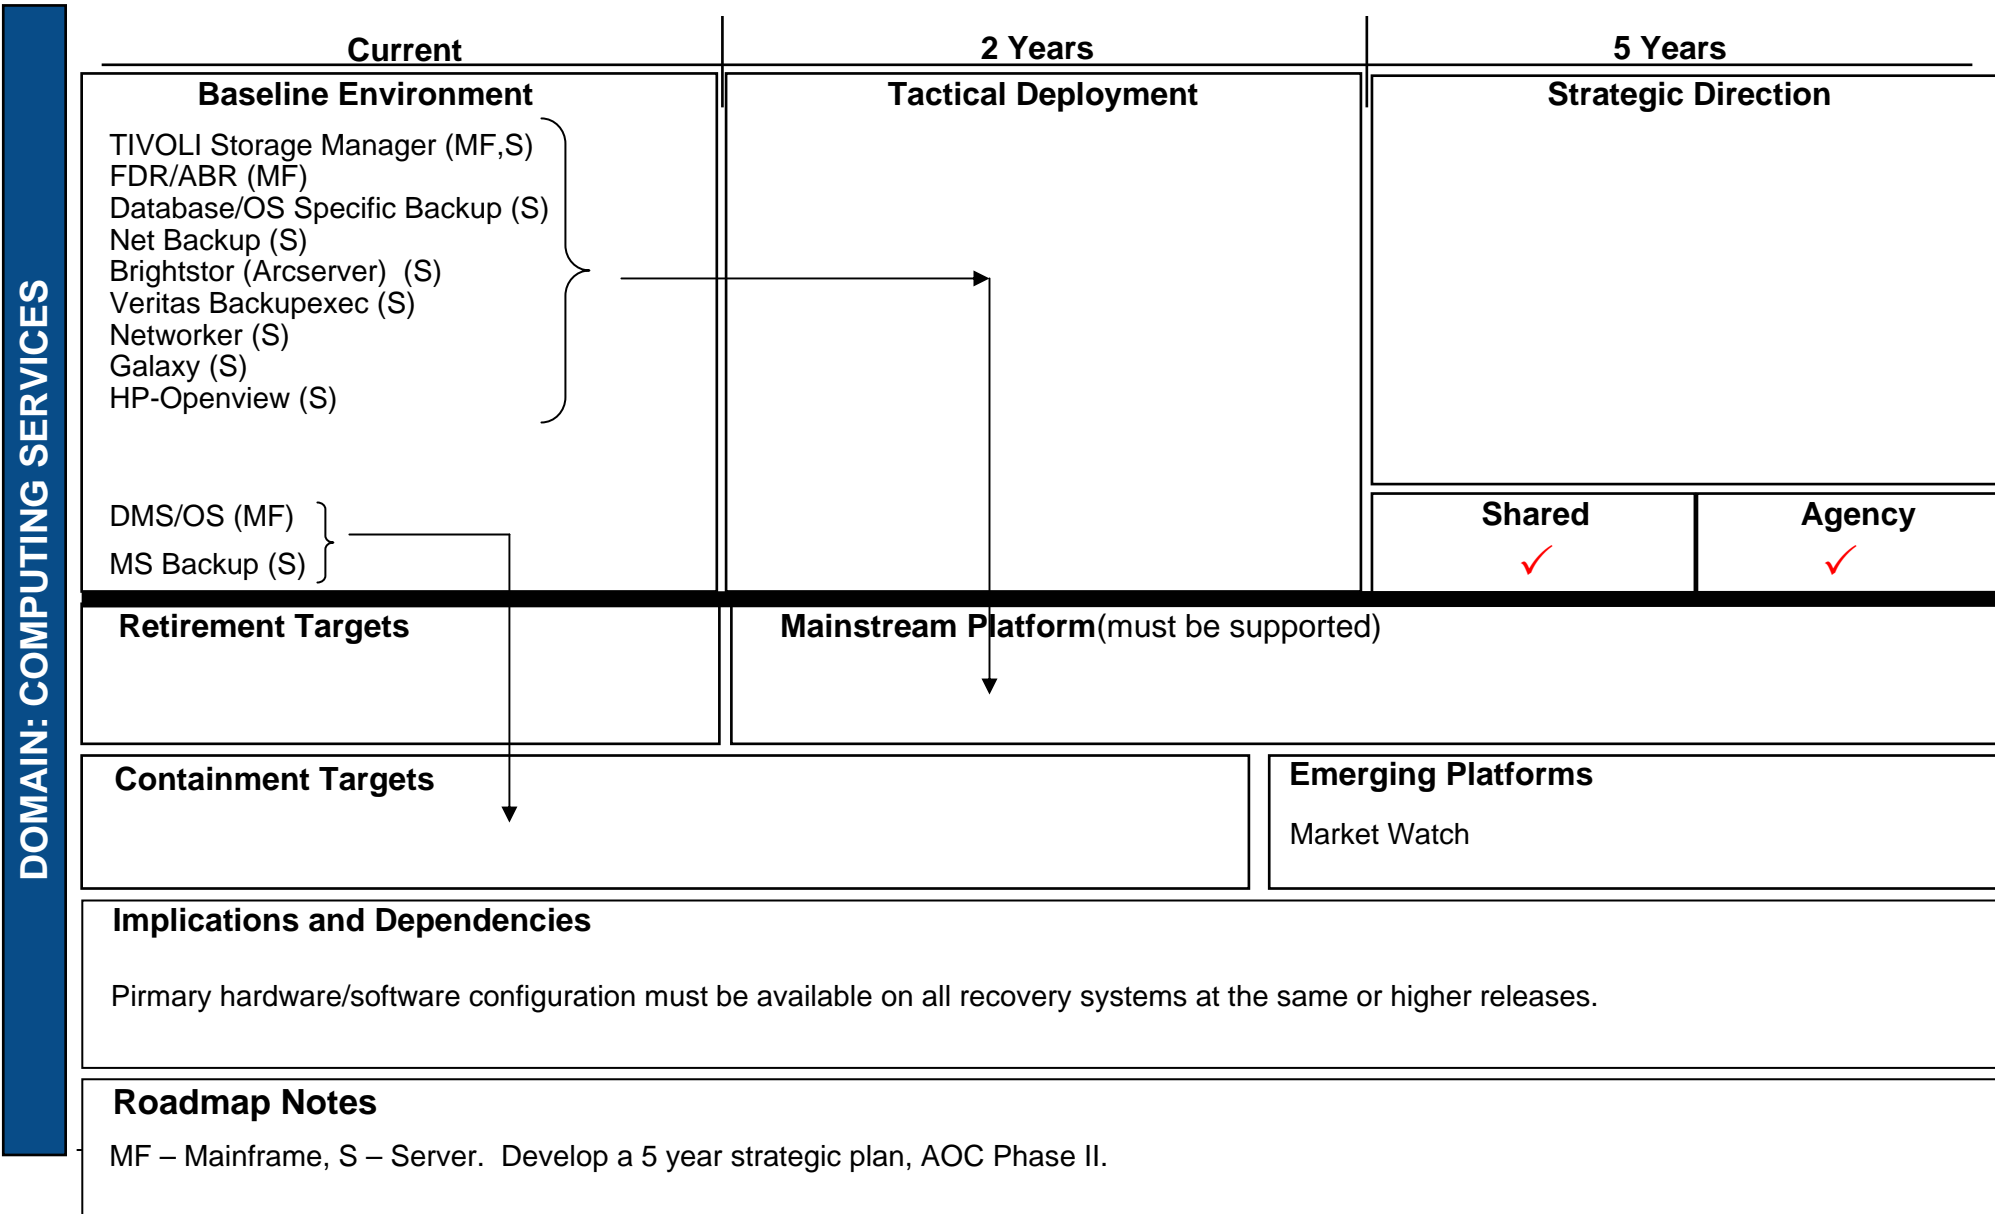 DOMAIN: COMPUTING SERVICES
Current
2 Years
5 Years
Baseline Environment
TIVOLI Storage Manager (MF,S)
FDR/ABR (MF)
Database/OS Specific Backup (S)
Net Backup (S)
Brightstor (Arcserver)  (S)
Veritas Backupexec (S)
Networker (S)
Galaxy (S)
HP-Openview (S)
DMS/OS (MF)
MS Backup (S)
Tactical Deployment
Strategic Direction
Shared
Agency
✓
✓
Retirement Targets
Mainstream Platform(must be supported)
Containment Targets
Emerging Platforms
Market Watch
Implications and Dependencies
Pirmary hardware/software configuration must be available on all recovery systems at the same or higher releases.
Roadmap Notes
MF – Mainframe, S – Server.  Develop a 5 year strategic plan, AOC Phase II.